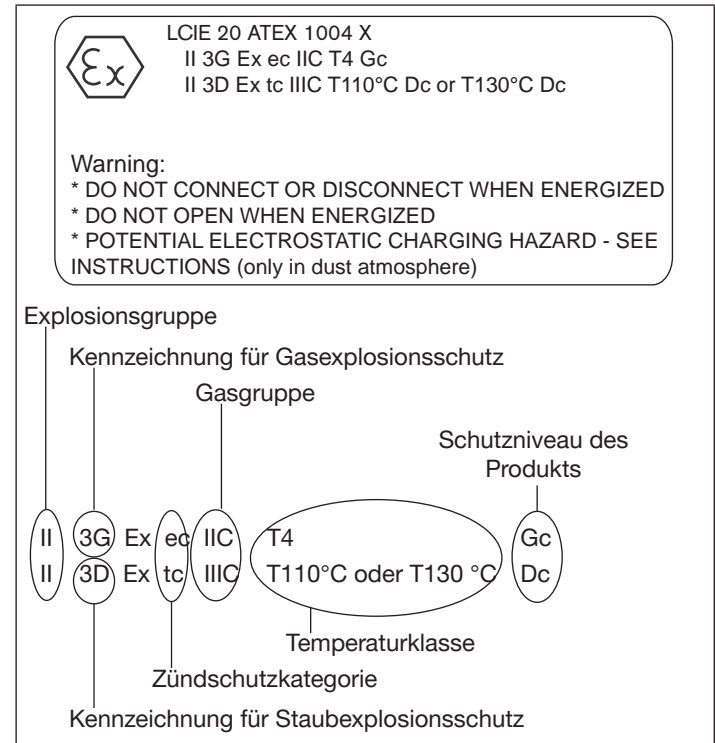 Ex
LCIE 20 ATEX 1004 X
II 3G Ex ec IIC T4 Gc
II 3D Ex tc IIIC T110°C Dc or T130°C Dc
Warning:
* DO NOT CONNECT OR DISCONNECT WHEN ENERGIZED
* DO NOT OPEN WHEN ENERGIZED
* POTENTIAL ELECTROSTATIC CHARGING HAZARD - SEE
INSTRUCTIONS (only in dust atmosphere)
Explosionsgruppe
Kennzeichnung für Gasexplosionsschutz
Gasgruppe
Schutzniveau des
Produkts
II 3G Ex ec IIC T4 Gc
II 3D Ex tc IIIC T110°C oder T130 °C Dc
Temperaturklasse
Zündschutzkategorie
Kennzeichnung für Staubexplosionsschutz